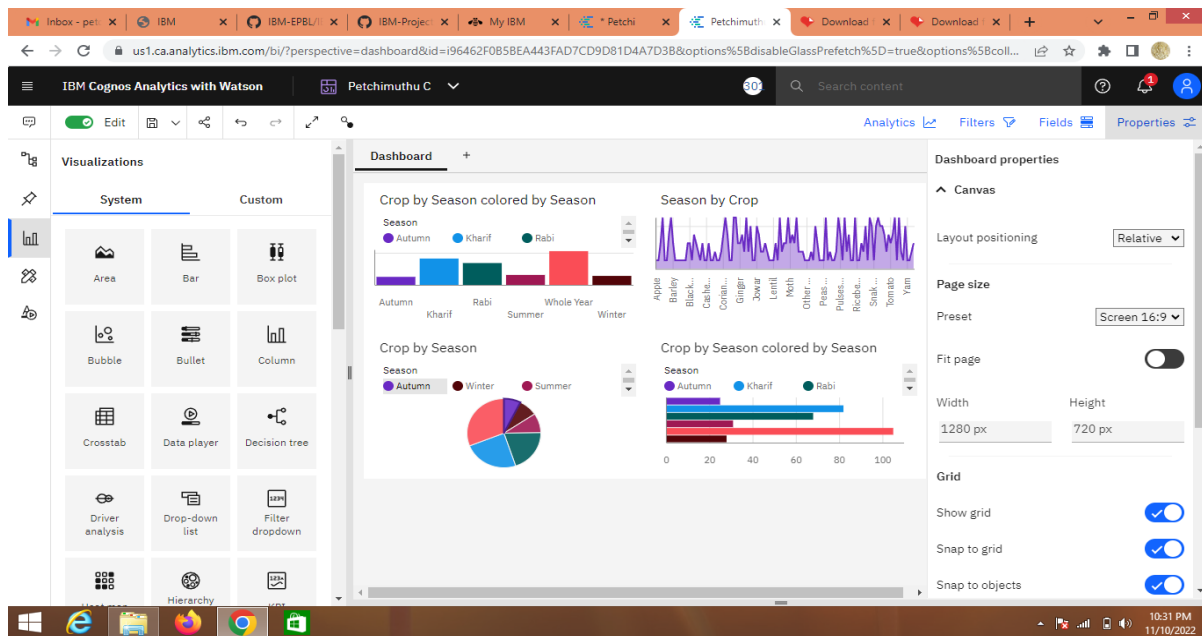 Inbox - pet
IBM
IBM-EPBL/I
IBM-Project
My IBM
* Petchi
Petchimuth
Download
Download
us1.ca.analytics.ibm.com/bi/?perspective=dashboard&id=i96462F0B5BEA443FAD7CD9D81D4A7D3B&options%5BdisableGlassPrefetch%5D=true&options%5Bcoll...
IBM Cognos Analytics with Watson
Petchimuthu C
301
Search content
1
Edit
Analytics
Filters
Fields
Properties
Visualizations
System
Custom
Area
Bar
Box plot
Bubble
Bullet
Column
Crosstab
Data player
Decision tree
Driver analysis
Drop-down list
Filter dropdown
Hierarchy
Dashboard
Crop by Season colored by Season
Season
Autumn
Kharif
Rabi
Autumn
Kharif
Rabi
Summer
Whole Year
Winter
Season by Crop
Apple
Barley
Black...
Cashe...
Corian...
Ginger
Jowar
Lentil
Moth
Other ...
Peas ...
Pulses...
Ricebe...
Snak ...
Tomato
Yam
Crop by Season
Season
Autumn
Winter
Summer
Crop by Season colored by Season
Season
Autumn
Kharif
Rabi
0 20 40 60 80 100
Dashboard properties
Canvas
Layout positioning
Relative
Page size
Preset
Screen 16:9
Fit page
Width
Height
1280 px
720 px
Grid
Show grid
Snap to grid
Snap to objects
10:31 PM
11/10/2022